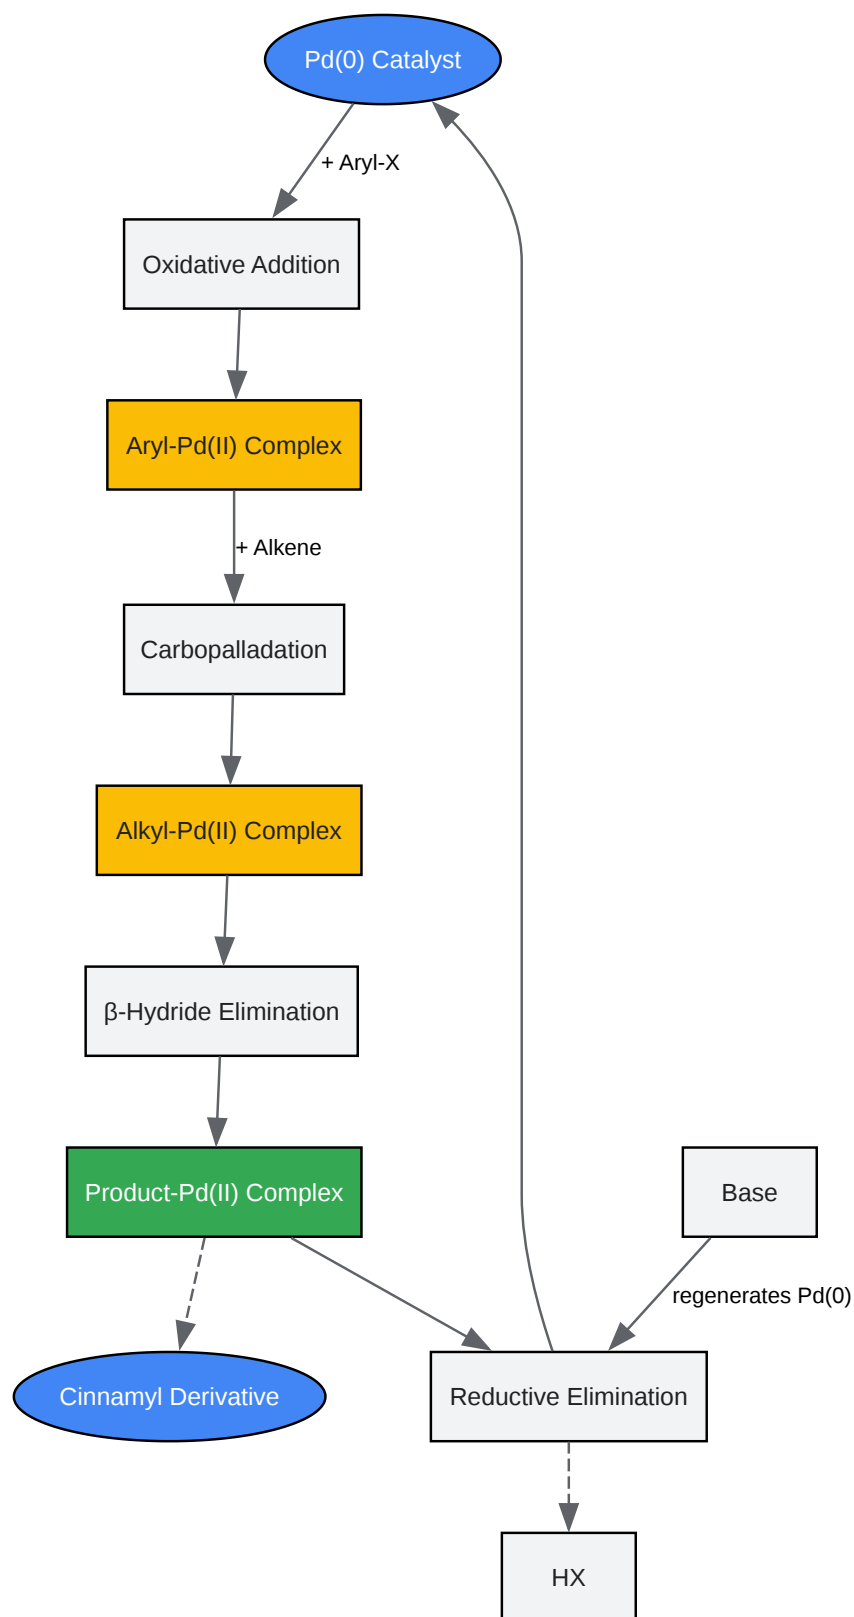 Pd(0) Catalyst
+ Aryl-X
Oxidative Addition
Aryl-Pd(II) Complex
+ Alkene
Carbopalladation
Alkyl-Pd(II) Complex
β-Hydride Elimination
Product-Pd(II) Complex
Base
regenerates Pd(0)
Cinnamyl Derivative
Reductive Elimination
HX